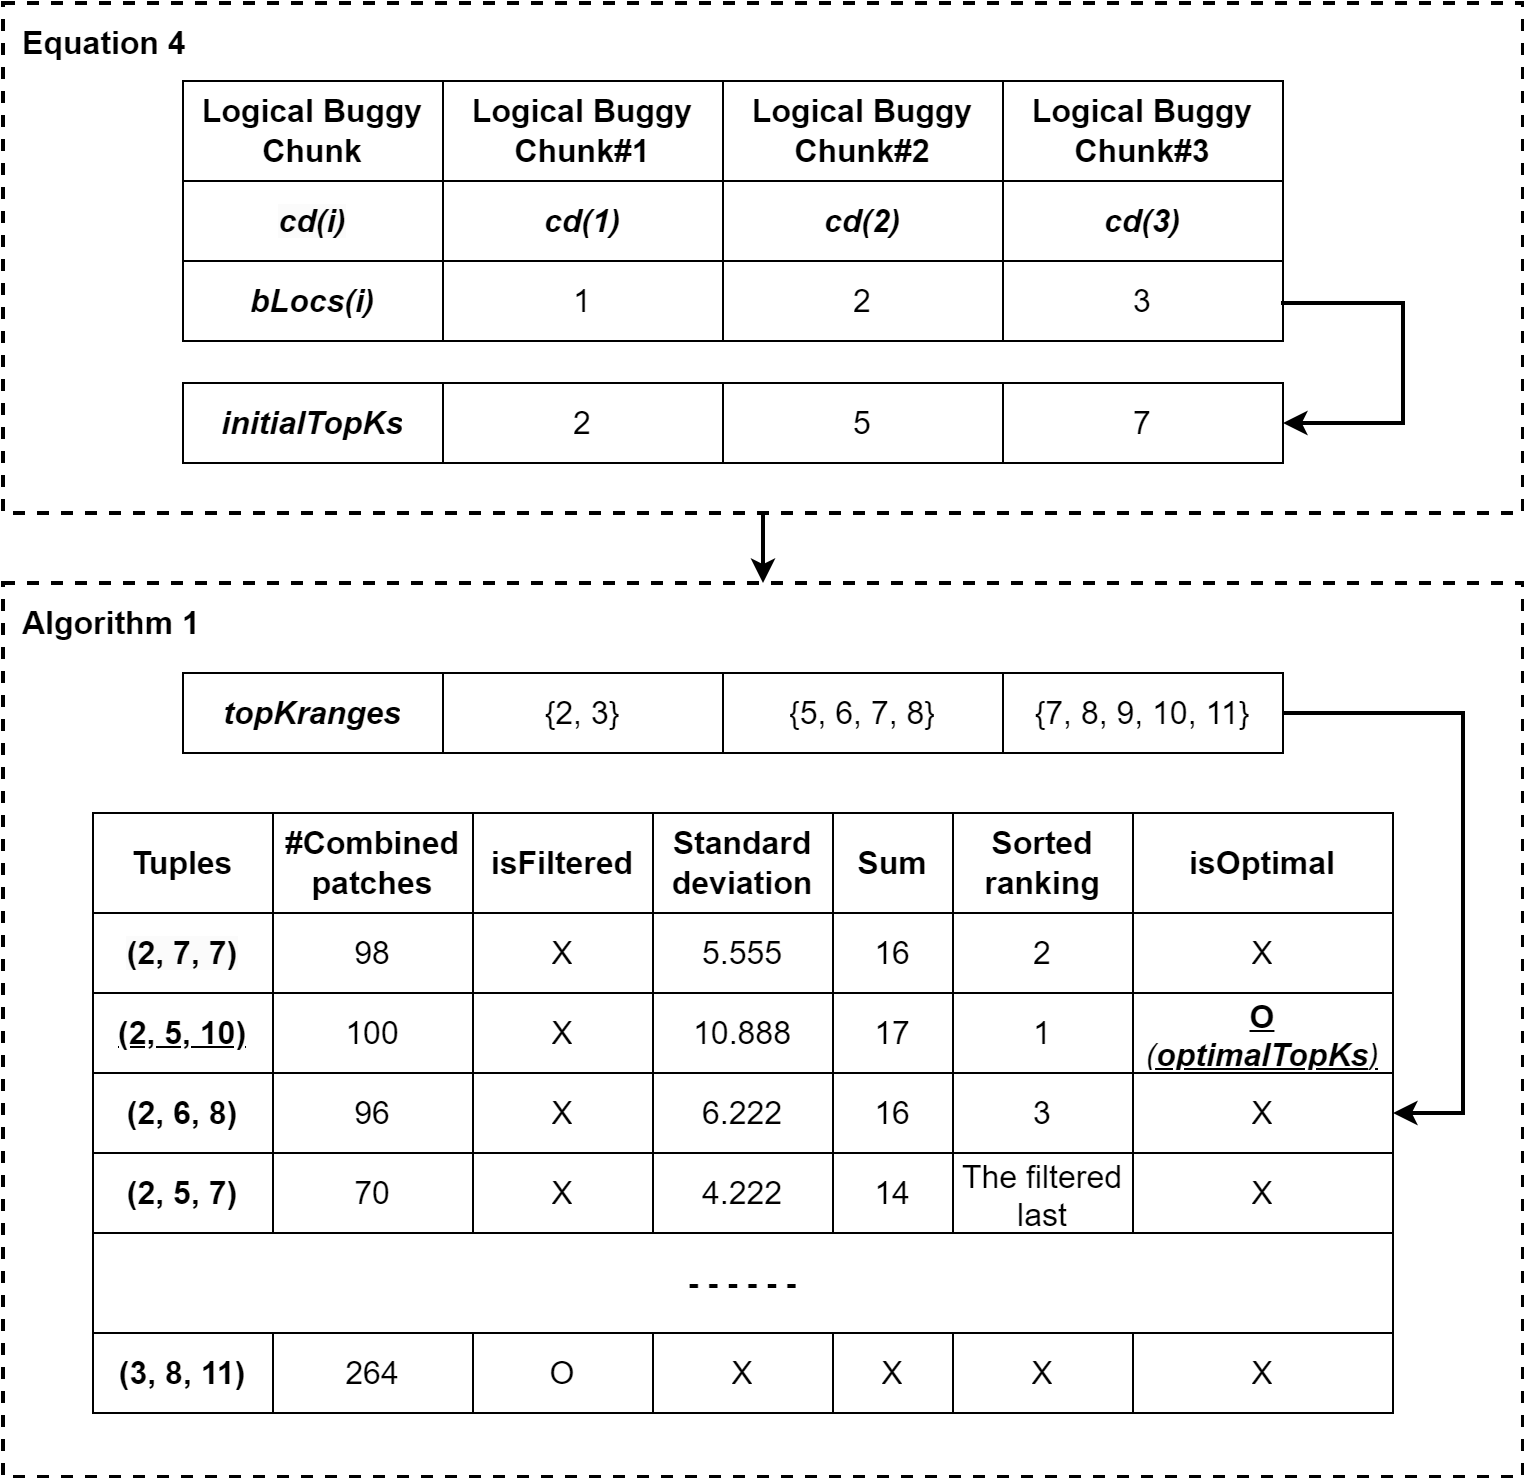 Equation 4
Logical Buggy Chunk Logical Buggy Chunk#1 Logical Buggy Chunk#2 Logical Buggy Chunk#3
cd(i) cd(1) cd(2) cd(3)
bLocs(i) 1 2 3
initialTopKs 2 5 7
Algorithm 1
topKranges {2, 3} {5, 6, 7, 8} {7, 8, 9, 10, 11}
Tuples #Combined patches isFiltered Standard deviation Sum Sorted ranking isOptimal
(2, 7, 7) 98 X 5.555 16 2 X
(2, 5, 10) 100 X 10.888 17 1 O (optimalTopKs)
(2, 6, 8) 96 X 6.222 16 3 X
(2, 5, 7) 70 X 4.222 14 The filtered last X
- - - - - -
(3, 8, 11) 264 O X X X X